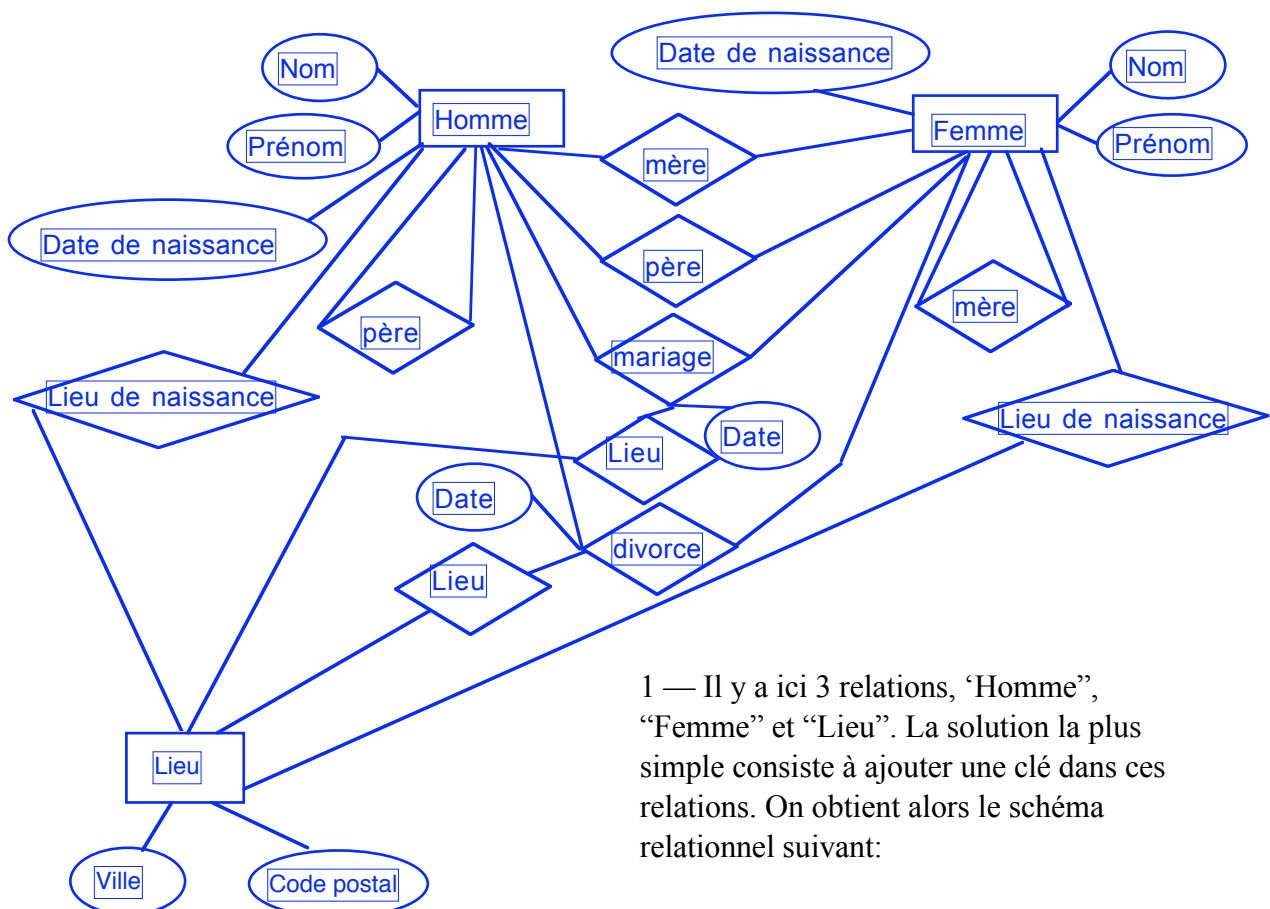 Date de naissance
Nom
Nom
Homme
Femme
Prénom
Prénom
mère
Date de naissance
père
mère
père
mariage
Lieu de naissance
Lieu de naissance
Date
Lieu
Date
divorce
Lieu
1 — Il y a ici 3 relations, ‘Homme”,
“Femme” et “Lieu”. La solution la plus
simple consiste à ajouter une clé dans ces
relations. On obtient alors le schéma
relationnel suivant:
Lieu
Ville
Code postal